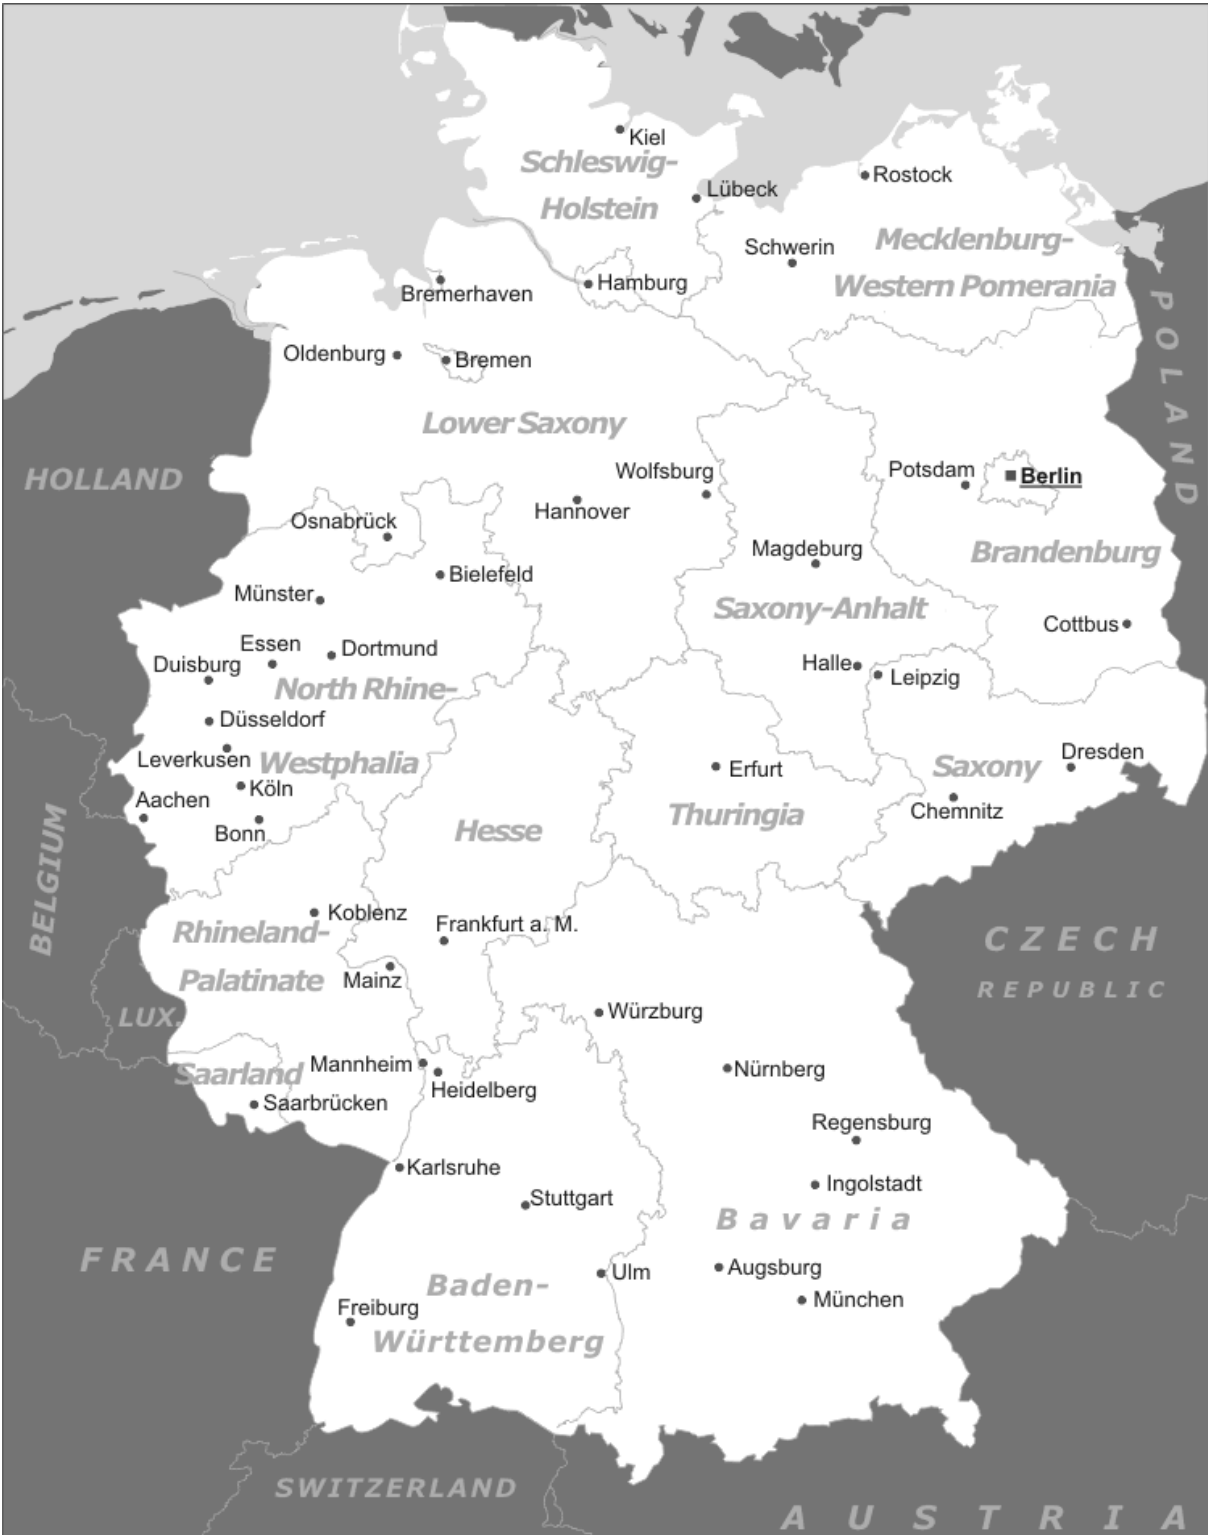 Kiel
Schleswig-
Holstein
Lübeck
Rostock
Schwerin
Mecklenburg-
Western Pomerania
Hamburg
Bremerhaven
Oldenburg
Bremen
POLAND
Lower Saxony
HOLLAND
Wolfsburg
Hannover
Potsdam
Berlin
Osnabrück
Magdeburg
Brandenburg
Bielefeld
Münster
Saxony-Anhalt
Cottbus
Essen
Dortmund
Duisburg
Halle
Leipzig
North Rhine-
Westphalia
Düsseldorf
Leverkusen
Köln
Aachen
Bonn
Erfurt
Thuringia
Dresden
Saxony
Chemnitz
Hesse
BELGIUM
Koblenz
Rhineland-
Palatinate
Frankfurt a. M.
Mainz
CZECH
REPUBLIC
LUX.
Würzburg
Mannheim
Heidelberg
Saarland
Saarbrücken
Nürnberg
Regensburg
Karlsruhe
Ingolstadt
Stuttgart
Bavaria
FRANCE
Baden-
Württemberg
Ulm
Augsburg
München
Freiburg
SWITZERLAND
AUSTRIA